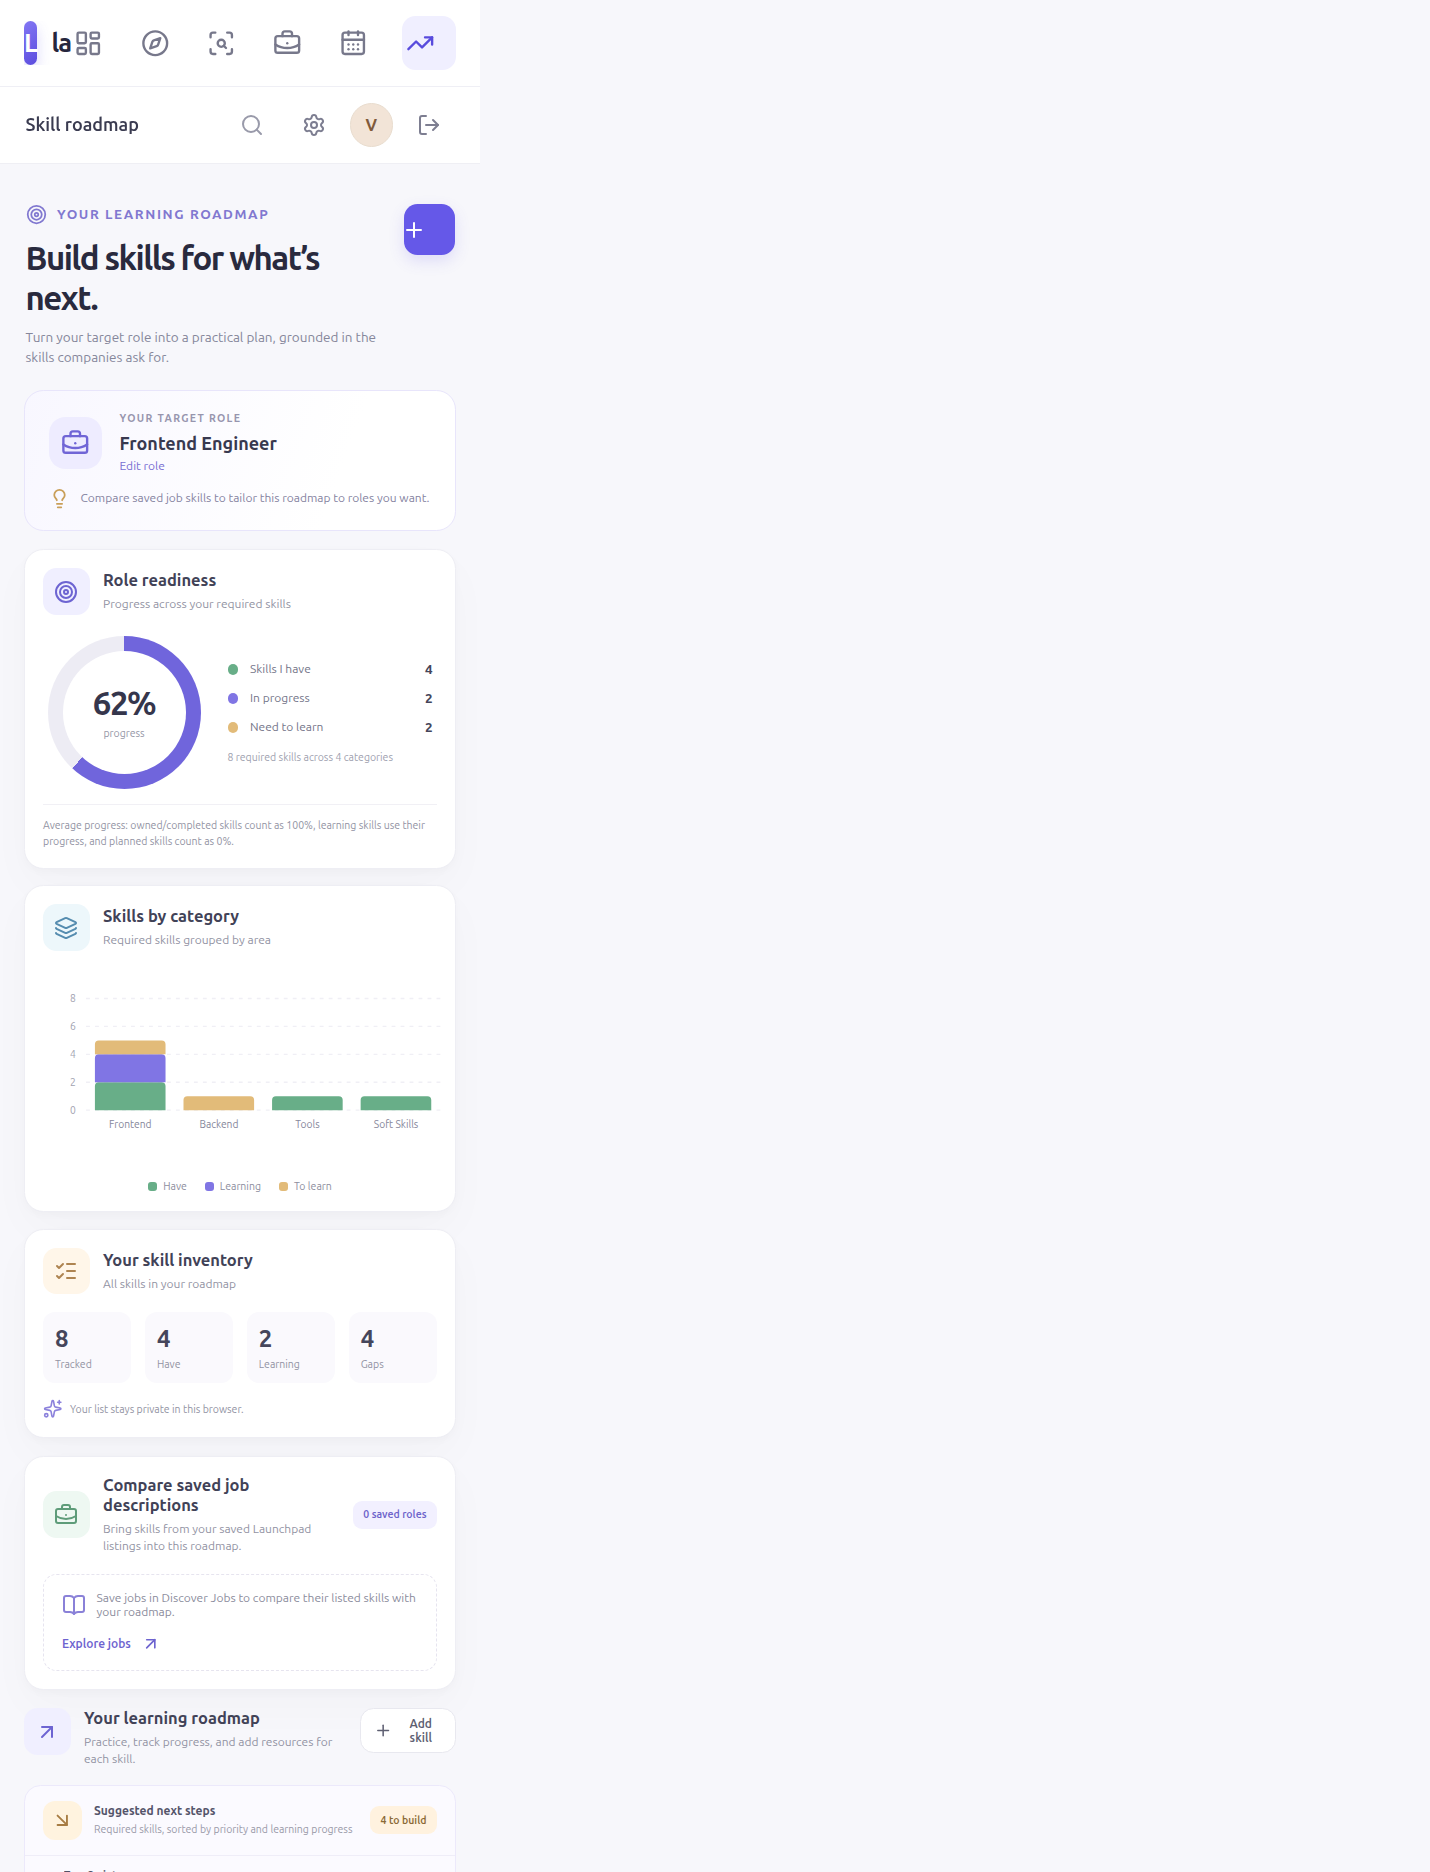 L la
Skill roadmap
V
YOUR LEARNING ROADMAP
Build skills for what’s
next.
Turn your target role into a practical plan, grounded in the
skills companies ask for.
YOUR TARGET ROLE
Frontend Engineer
Edit role
Compare saved job skills to tailor this roadmap to roles you want.
Role readiness
Progress across your required skills
62%
progress
Skills I have 4
In progress 2
Need to learn 2
8 required skills across 4 categories
Average progress: owned/completed skills count as 100%, learning skills use their
progress, and planned skills count as 0%.
Skills by category
Required skills grouped by area
8
6
4
2
0
Frontend Backend Tools Soft Skills
Have Learning To learn
Your skill inventory
All skills in your roadmap
8 4 2 4
Tracked Have Learning Gaps
Your list stays private in this browser.
Compare saved job
descriptions
Bring skills from your saved Launchpad
listings into this roadmap.
0 saved roles
Save jobs in Discover Jobs to compare their listed skills with
your roadmap.
Explore jobs
Your learning roadmap
Practice, track progress, and add resources for
each skill.
Add
skill
Suggested next steps
Required skills, sorted by priority and learning progress
4 to build